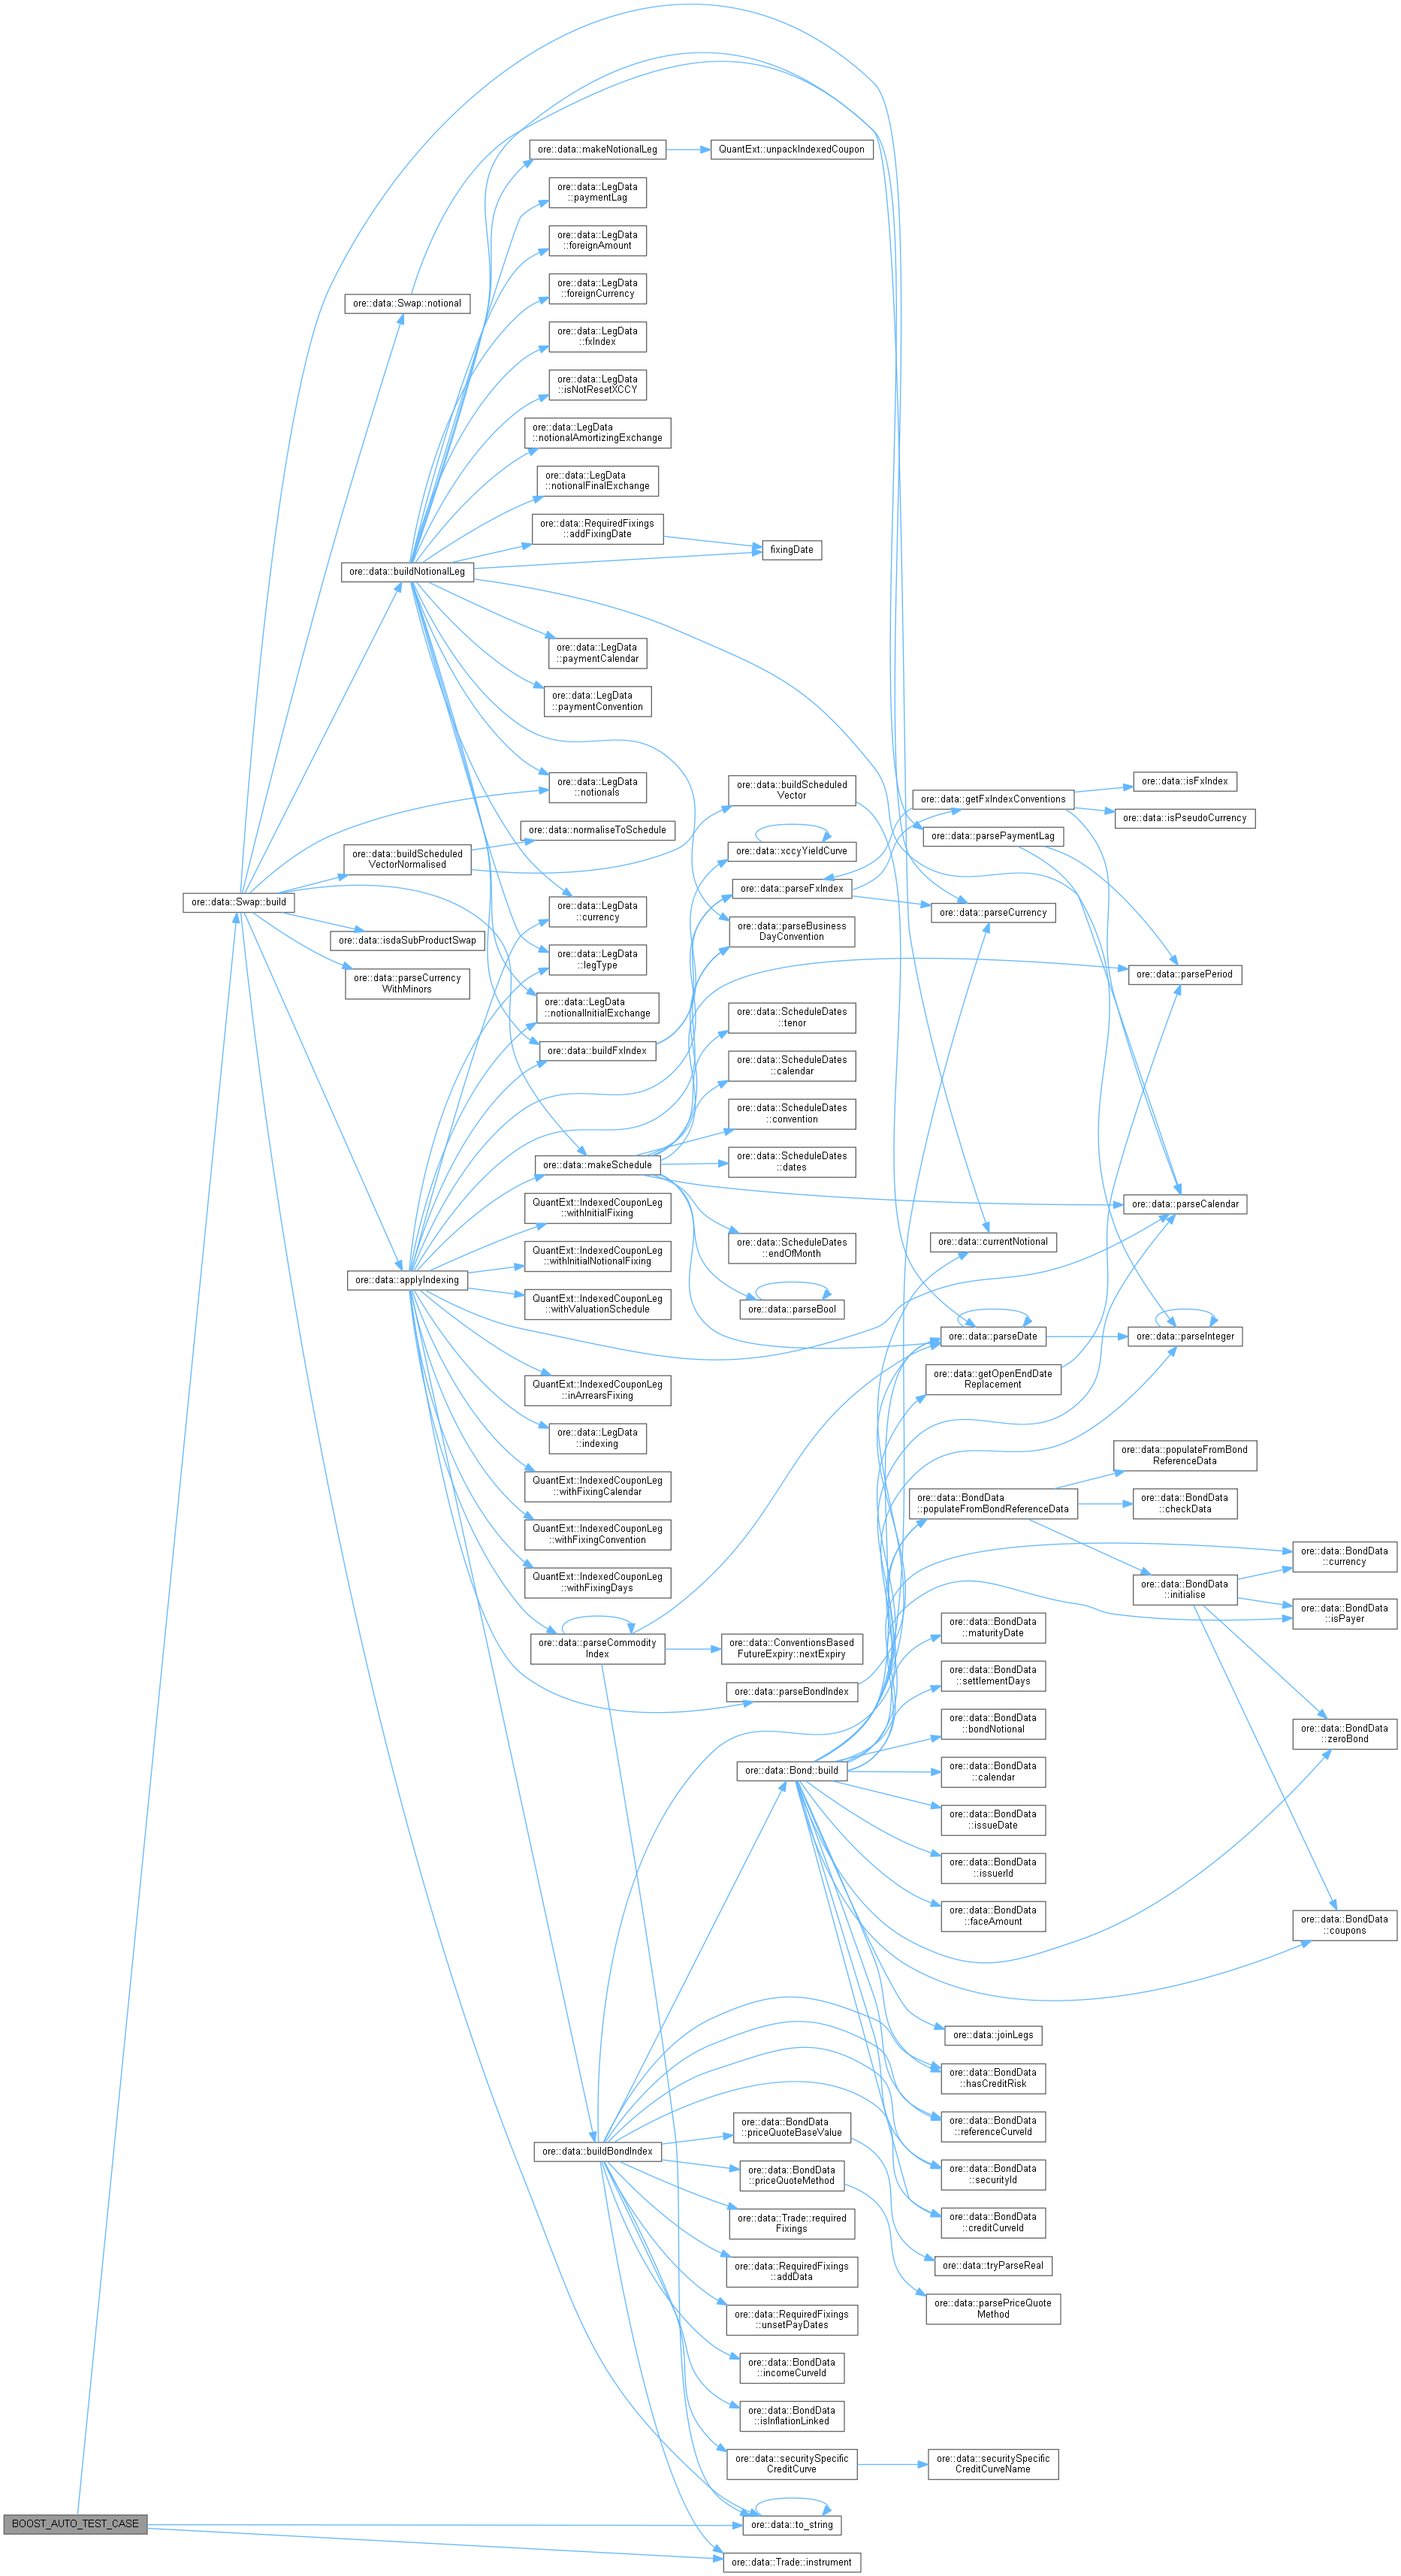 ore::data::makeNotionalLeg
QuantExt::unpackIndexedCoupon
ore::data::LegData
::paymentLag
ore::data::LegData
::foreignAmount
ore::data::LegData
::foreignCurrency
ore::data::Swap::notional
ore::data::LegData
::fxIndex
ore::data::LegData
::isNotResetXCCY
ore::data::LegData
::notionalAmortizingExchange
ore::data::LegData
::notionalFinalExchange
ore::data::RequiredFixings
::addFixingDate
fixingDate
ore::data::buildNotionalLeg
ore::data::LegData
::paymentCalendar
ore::data::LegData
::paymentConvention
ore::data::LegData
::notionals
ore::data::buildScheduled
Vector
ore::data::getFxIndexConventions
ore::data::isFxIndex
ore::data::isPseudoCurrency
ore::data::normaliseToSchedule
ore::data::parsePaymentLag
ore::data::buildScheduled
VectorNormalised
ore::data::xccyYieldCurve
ore::data::parseFxIndex
ore::data::Swap::build
ore::data::LegData
::currency
ore::data::parseCurrency
ore::data::parseBusiness
DayConvention
ore::data::isdaSubProductSwap
ore::data::LegData
::legType
ore::data::parseCurrency
WithMinors
ore::data::parsePeriod
ore::data::LegData
::notionalInitialExchange
ore::data::ScheduleDates
::tenor
ore::data::buildFxIndex
ore::data::ScheduleDates
::calendar
ore::data::ScheduleDates
::convention
ore::data::makeSchedule
ore::data::ScheduleDates
::dates
QuantExt::IndexedCouponLeg
::withInitialFixing
ore::data::parseCalendar
ore::data::ScheduleDates
::endOfMonth
ore::data::currentNotional
QuantExt::IndexedCouponLeg
::withInitialNotionalFixing
ore::data::applyIndexing
QuantExt::IndexedCouponLeg
::withValuationSchedule
ore::data::parseBool
ore::data::parseDate
ore::data::parseInteger
QuantExt::IndexedCouponLeg
::inArrearsFixing
ore::data::getOpenEndDate
Replacement
ore::data::LegData
::indexing
QuantExt::IndexedCouponLeg
::withFixingCalendar
ore::data::populateFromBond
ReferenceData
ore::data::BondData
::populateFromBondReferenceData
ore::data::BondData
::checkData
QuantExt::IndexedCouponLeg
::withFixingConvention
ore::data::BondData
::currency
QuantExt::IndexedCouponLeg
::withFixingDays
ore::data::BondData
::initialise
ore::data::BondData
::isPayer
ore::data::parseCommodity
Index
ore::data::ConventionsBased
FutureExpiry::nextExpiry
ore::data::BondData
::maturityDate
ore::data::parseBondIndex
ore::data::BondData
::settlementDays
ore::data::BondData
::bondNotional
ore::data::BondData
::zeroBond
ore::data::Bond::build
ore::data::BondData
::calendar
ore::data::BondData
::issueDate
ore::data::BondData
::issuerId
ore::data::BondData
::faceAmount
ore::data::BondData
::coupons
ore::data::joinLegs
ore::data::BondData
::hasCreditRisk
ore::data::BondData
::referenceCurveId
ore::data::buildBondIndex
ore::data::BondData
::priceQuoteBaseValue
ore::data::BondData
::priceQuoteMethod
ore::data::BondData
::securityId
ore::data::Trade::required
Fixings
ore::data::BondData
::creditCurveId
ore::data::RequiredFixings
::addData
ore::data::tryParseReal
ore::data::RequiredFixings
::unsetPayDates
ore::data::parsePriceQuote
Method
ore::data::BondData
::incomeCurveId
ore::data::BondData
::isInflationLinked
ore::data::securitySpecific
CreditCurve
ore::data::securitySpecific
CreditCurveName
BOOST_AUTO_TEST_CASE
ore::data::to_string
ore::data::Trade::instrument